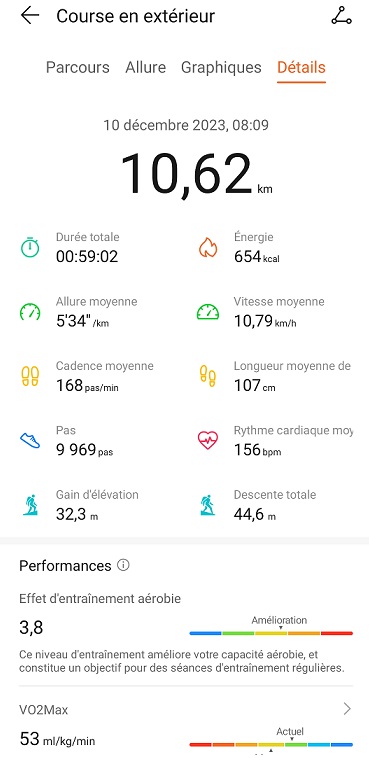 Course en extérieur
Parcours Allure Graphiques Détails
10 décembre 2023, 08:09
10,62 km
Durée totale
00:59:02
Énergie
654 kcal
Allure moyenne
5'34" /km
Vitesse moyenne
10,79 km/h
Cadence moyenne
168 pas/min
Longueur moyenne de
107 cm
Pas
9 969 pas
Rythme cardiaque moy
156 bpm
Gain d'élévation
32,3 m
Descente totale
44,6 m
Performances
Effet d'entraînement aérobie
3,8
Amélioration
Ce niveau d'entraînement améliore votre capacité aérobie, et
constitue un objectif pour des séances d'entraînement régulières.
VO2Max
53 ml/kg/min
Actuel